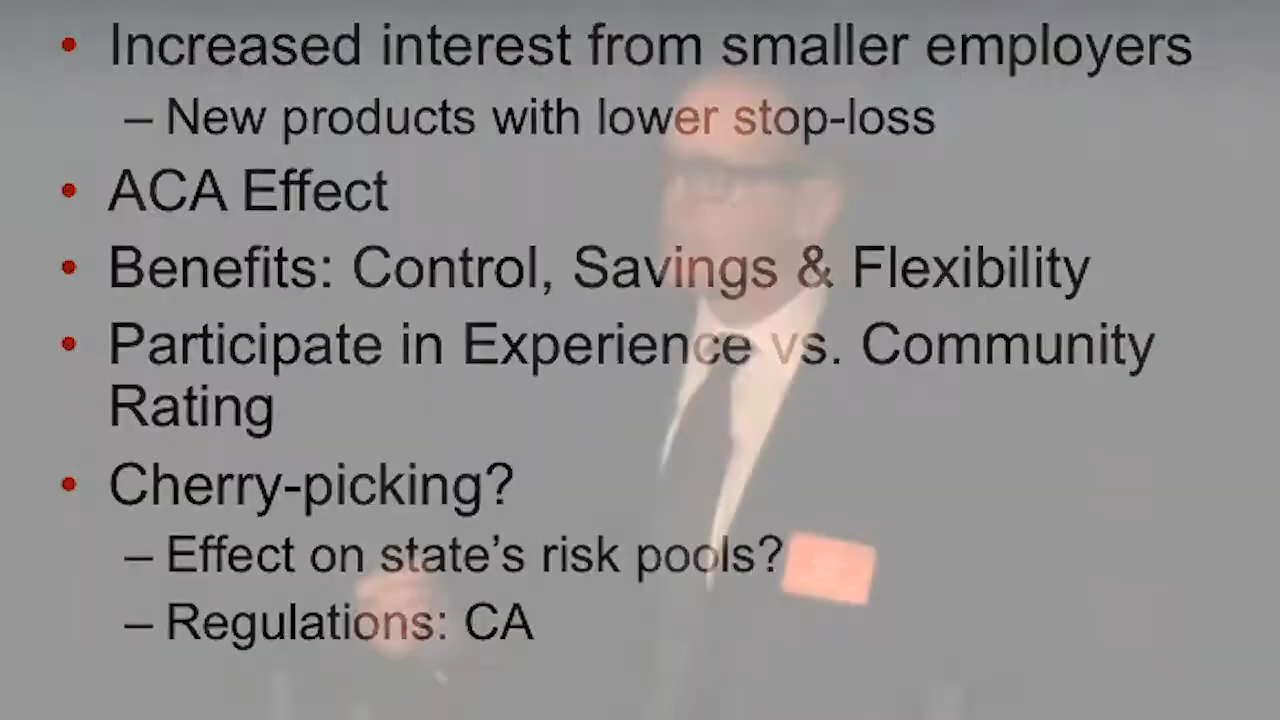 • Increased interest from smaller employers
– New products with lower stop-loss
• ACA Effect
• Benefits: Control, Savings & Flexibility
• Participate in Experience vs. Community
Rating
• Cherry-picking?
– Effect on state's risk pools?
– Regulations: CA